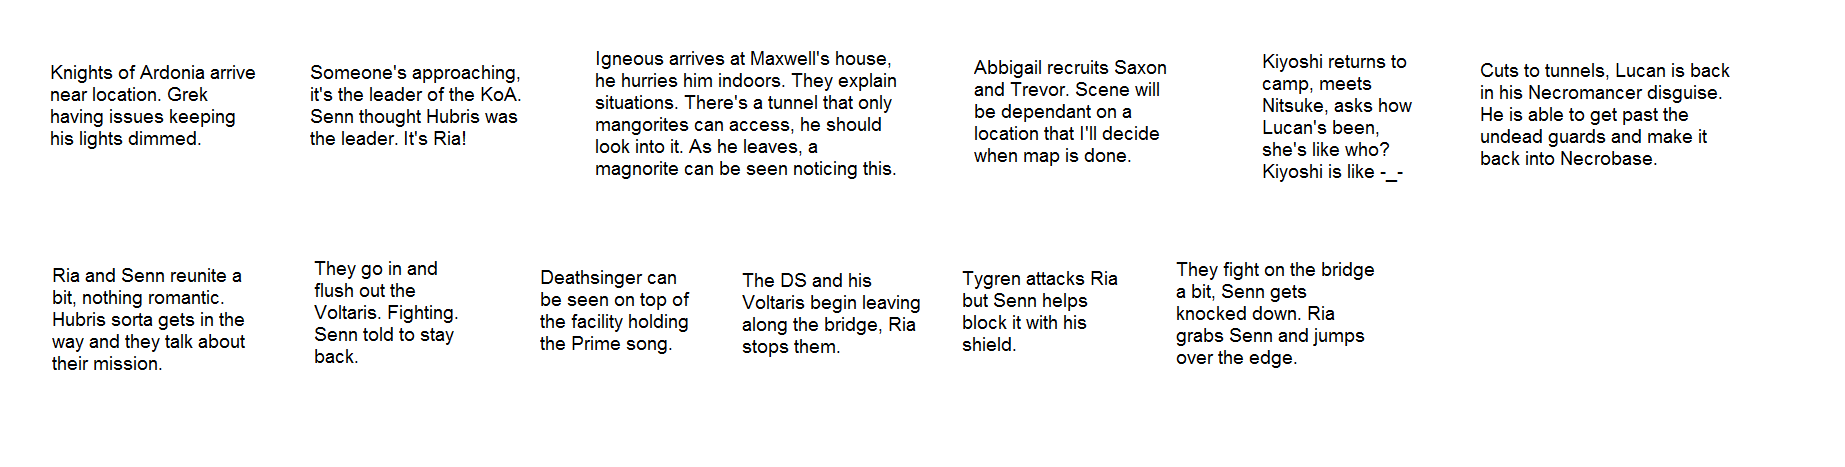 Knights of Ardonia arrive
near location. Grek
having issues keeping
his lights dimmed.
Someone's approaching,
it's the leader of the KoA.
Senn thought Hubris was
the leader. It's Ria!
Igneous arrives at Maxwell's house,
he hurries him indoors. They explain
situations. There's a tunnel that only
mangorites can access, he should
look into it. As he leaves, a
magnorite can be seen noticing this.
Abbigail recruits Saxon
and Trevor. Scene will
be dependant on a
location that I'll decide
when map is done.
Kiyoshi returns to
camp, meets
Nitsuke, asks how
Lucan's been,
she's like who?
Kiyoshi is like -_-
Cuts to tunnels, Lucan is back
in his Necromancer disguise.
He is able to get past the
undead guards and make it
back into Necrobase.
Ria and Senn reunite a
bit, nothing romantic.
Hubris sorta gets in the
way and they talk about
their mission.
They go in and
flush out the
Voltaris. Fighting.
Senn told to stay
back.
Deathsinger can
be seen on top of
the facility holding
the Prime song.
The DS and his
Voltaris begin leaving
along the bridge, Ria
stops them.
Tygren attacks Ria
but Senn helps
block it with his
shield.
They fight on the bridge
a bit, Senn gets
knocked down. Ria
grabs Senn and jumps
over the edge.